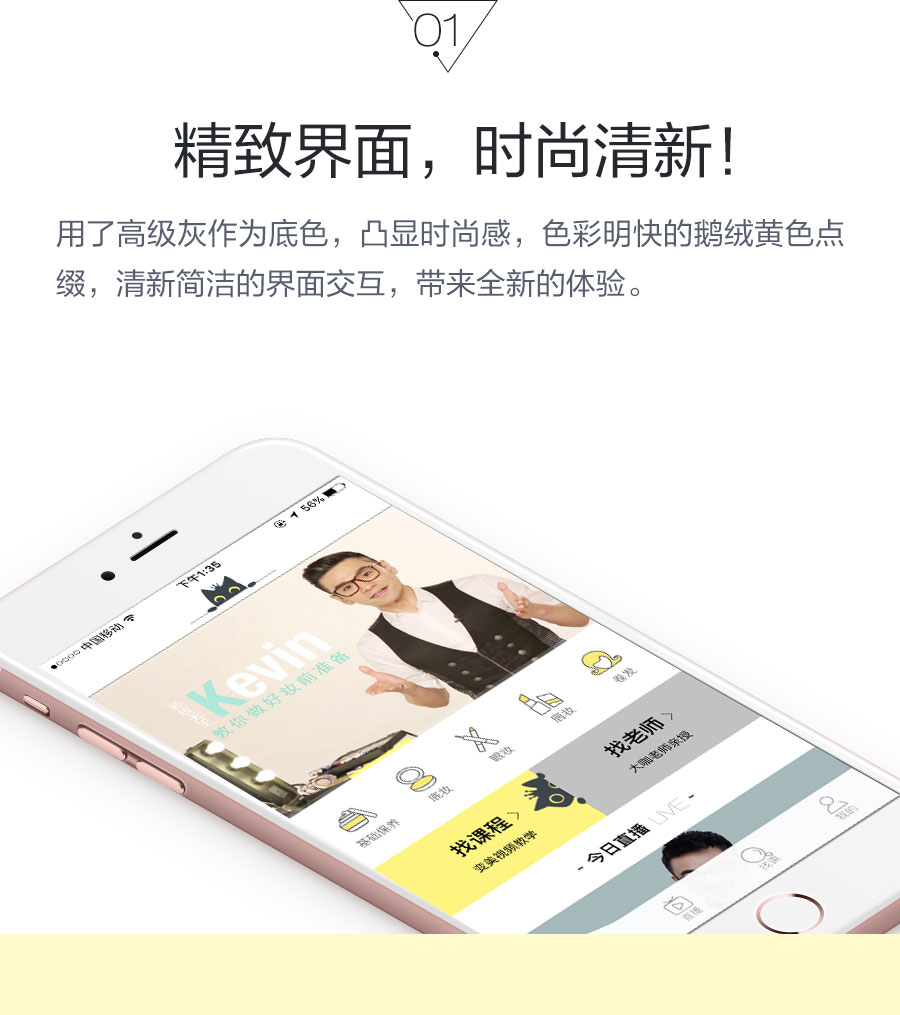 01
精致界面，时尚清新！
用了高级灰作为底色，凸显时尚感，色彩明快的鹅绒黄色点
缀，清新简洁的界面交互，带来全新的体验。
中国移动
下午1:35
56%
Kevin
教你做好妆前准备
基础保养
底妆
眼妆
唇妆
卷发
找课程
变美视频教学
找老师
大咖老师亲授
- 今日直播 LIVE -
直播
我的